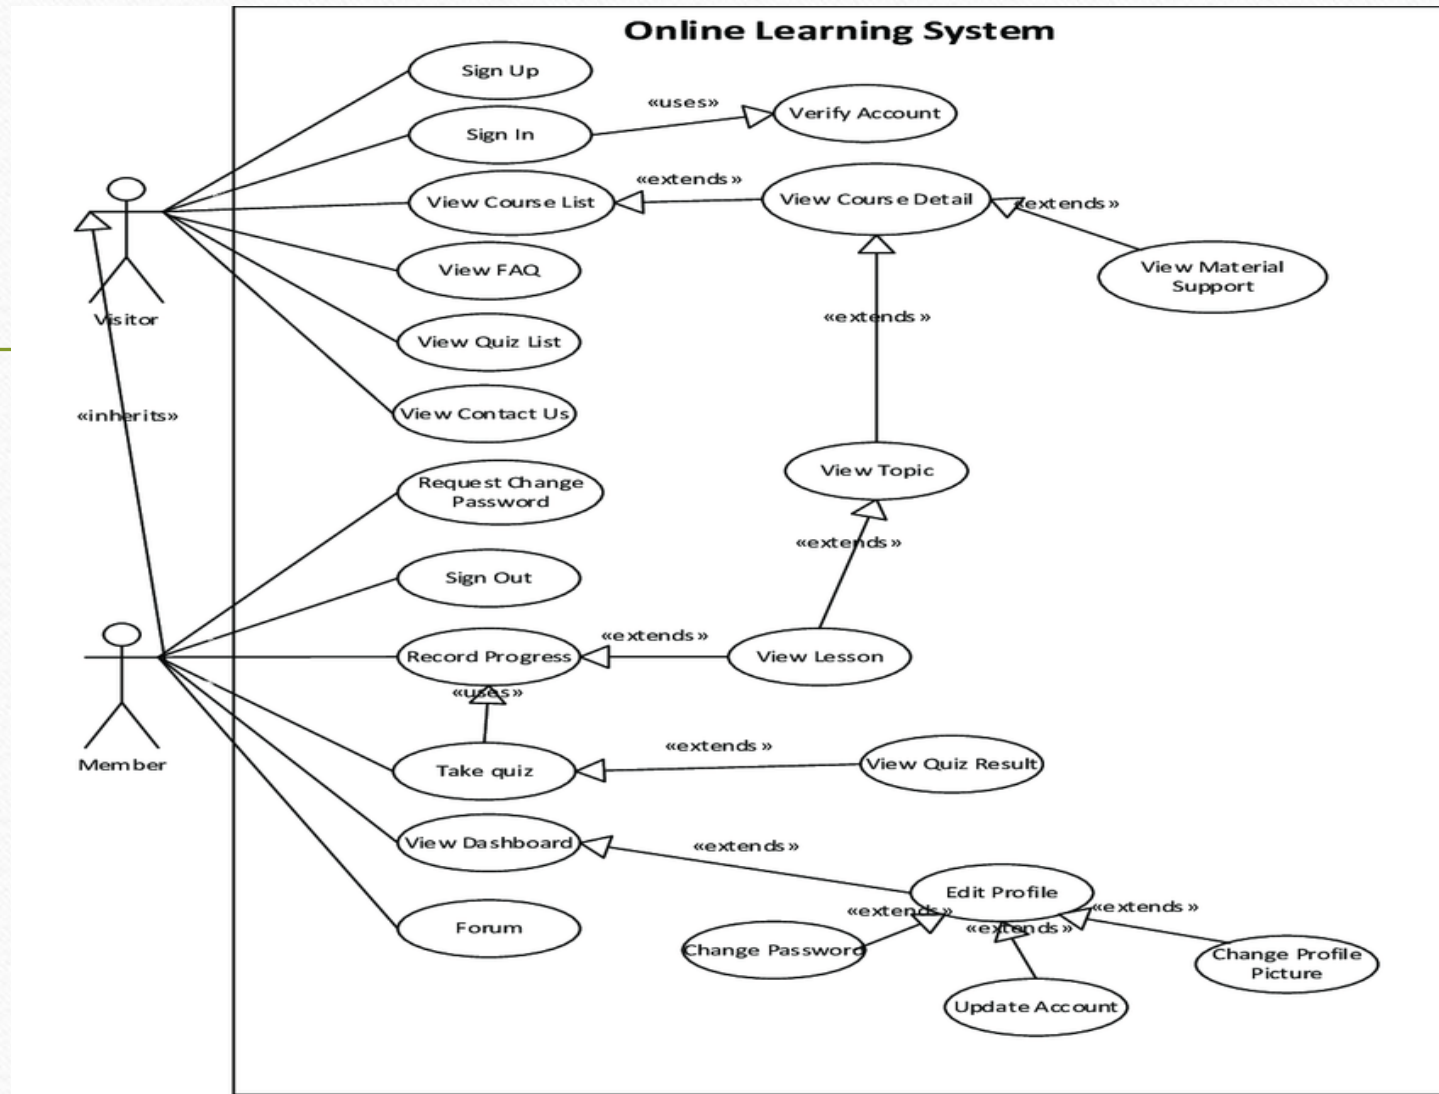 Online Learning System
Sign Up
«uses»
Verify Account
Sign In
«extends»
View Course List
View Course Detail
«extends»
View FAQ
View Material
Support
Visitor
«extends»
View Quiz List
«inherits»
View Contact Us
View Topic
Request Change
Password
«extends»
Sign Out
«extends»
Record Progress
View Lesson
«uses»
Member
«extends»
Take quiz
View Quiz Result
View Dashboard
«extends»
Edit Profile
«extends»
«extends»
«extends»
Forum
Change Password
Change Profile
Picture
Update Account